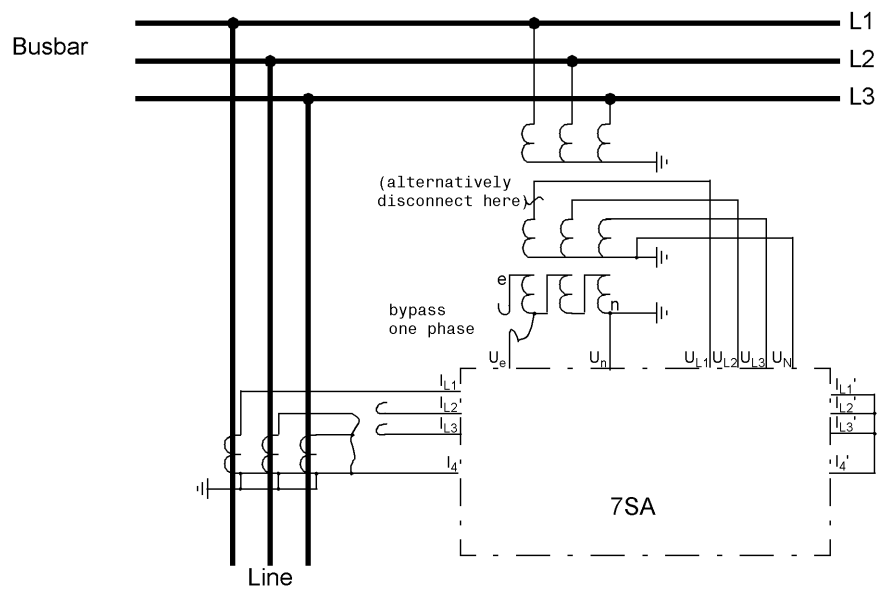 L1
Busbar
L2
L3
(alternatively
disconnect here)
e
n
bypass
one phase
Ue
Un
UL1
UL2
UL3
UN
IL1
IL2
IL3
I4
IL1'
IL2'
IL3'
I4'
7SA
Line